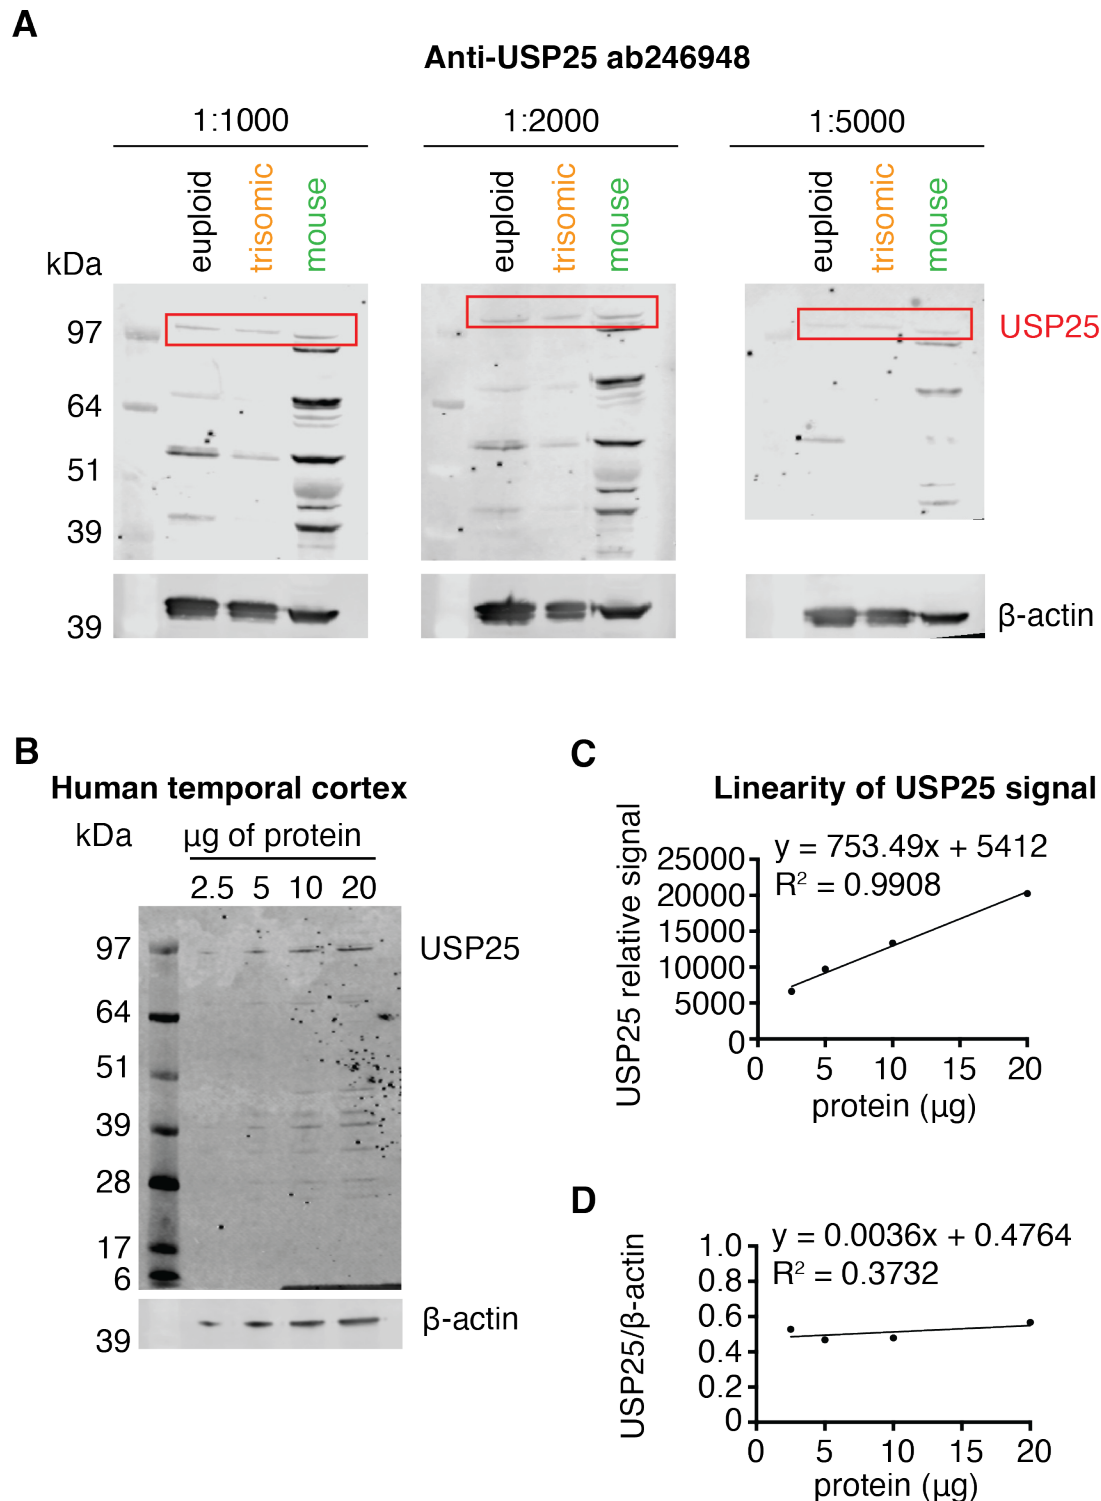 A
Anti-USP25 ab246948
1:1000 1:2000 1:5000
euploid trisomic mouse euploid trisomic mouse euploid trisomic mouse
kDa
97 USP25
64
51
39
39 β-actin
B
Human temporal cortex
kDa µg of protein
2.5 5 10 20
97 USP25
64
51
39
28
17
6
39 β-actin
C
Linearity of USP25 signal
y = 753.49x + 5412
R² = 0.9908
USP25 relative signal
25000
20000
15000
10000
5000
0
0 5 10 15 20
protein (µg)
D
y = 0.0036x + 0.4764
R² = 0.3732
USP25/β-actin
1.0
0.8
0.6
0.4
0.2
0
0 5 10 15 20
protein (µg)